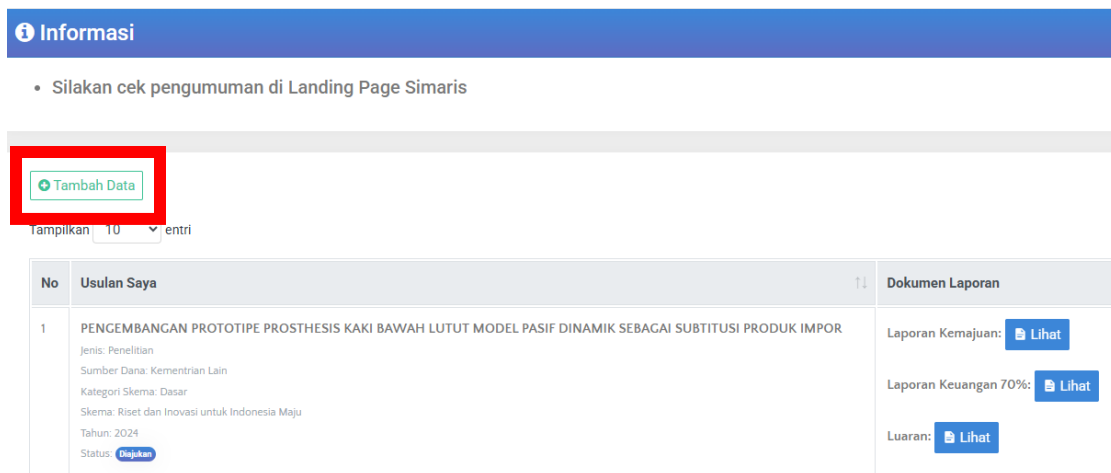 Informasi
• Silakan cek pengumuman di Landing Page Simaris
Tambah Data
Tampilkan 10 entri
No Usulan Saya Dokumen Laporan
1 PENGEMBANGAN PROTOTIPE PROSTHESIS KAKI BAWAH LUTUT MODEL PASIF DINAMIK SEBAGAI SUBTITUSI PRODUK IMPOR
Jenis: Penelitian
Sumber Dana: Kementrian Lain
Kategori Skema: Dasar
Skema: Riset dan Inovasi untuk Indonesia Maju
Tahun: 2024
Status: Diajukan
Laporan Kemajuan: Lihat
Laporan Keuangan 70%: Lihat
Luaran: Lihat